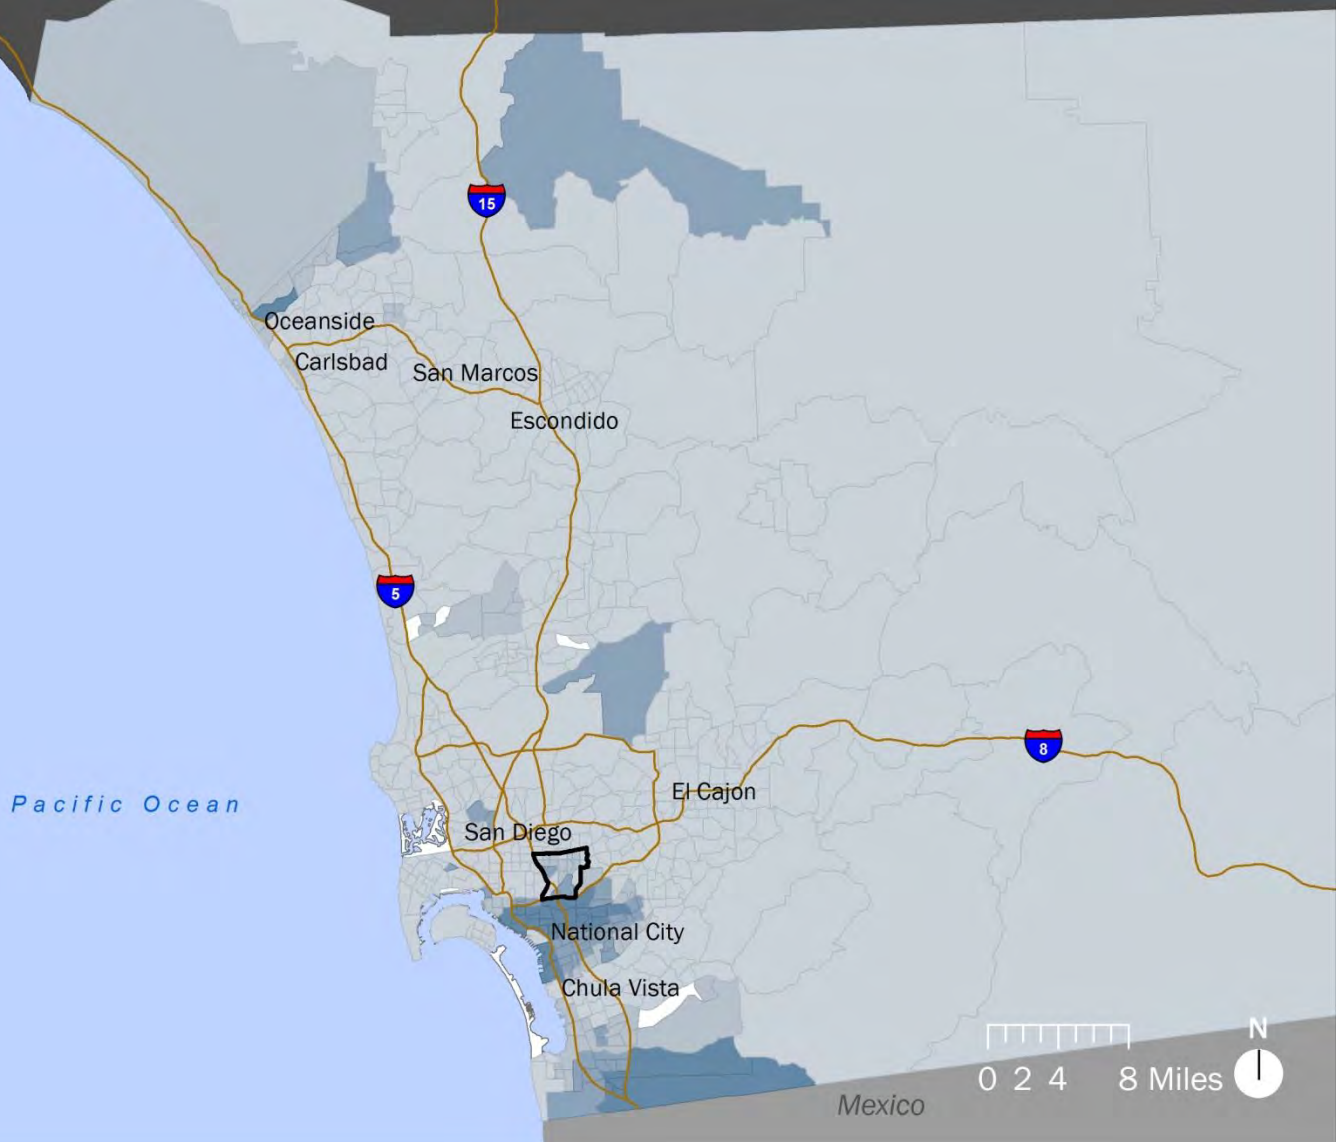 15
Oceanside
Carlsbad
San Marcos
Escondido
5
8
El Cajon
Pacific Ocean
San Diego
National City
Chula Vista
N
0 2 4 8 Miles
Mexico